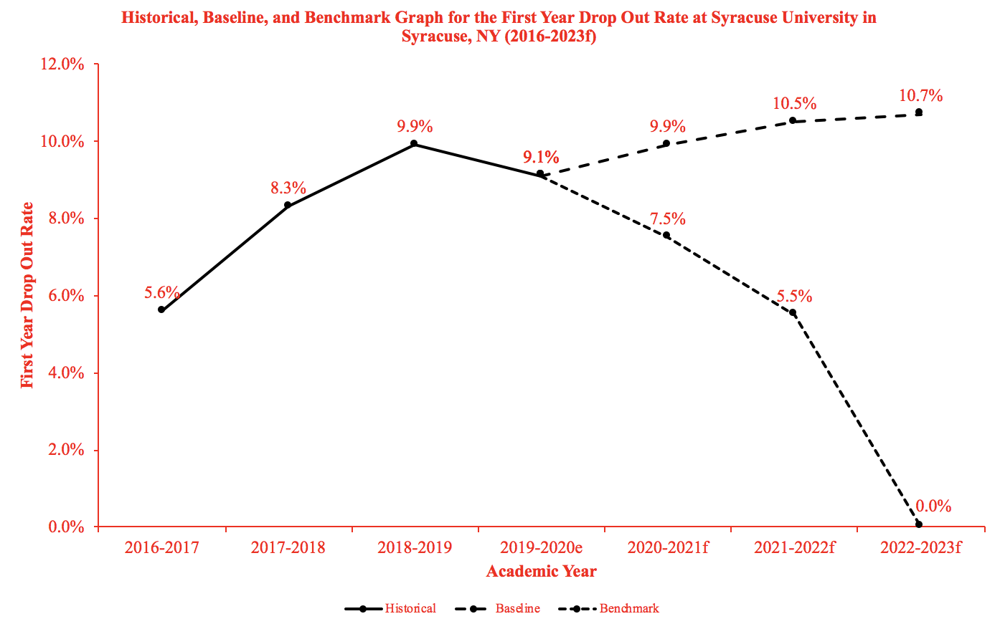 Historical, Baseline, and Benchmark Graph for the First Year Drop Out Rate at Syracuse University in
Syracuse, NY (2016-2023f)
12.0%
10.7%
10.5%
9.9%
9.9%
10.0%
9.1%
8.3%
8.0%
7.5%
5.6%
6.0%
5.5%
4.0%
2.0%
0.0%
0.0%
First Year Drop Out Rate
2016-2017
2017-2018
2018-2019
2019-2020e
2020-2021f
2021-2022f
2022-2023f
Academic Year
Historical
Baseline
Benchmark